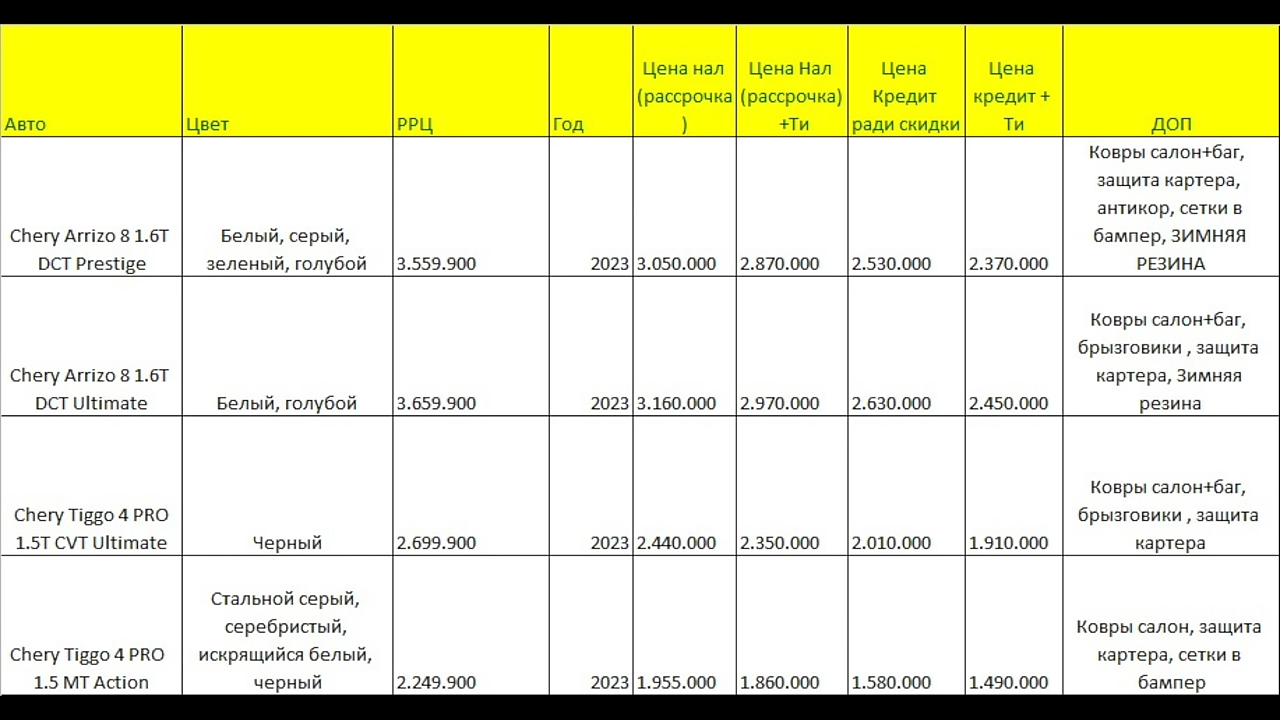 Авто
Цвет
РРЦ
Год
Цена нал
(рассрочка
)
Цена Нал
(рассрочка)
+Ти
Цена
Кредит
ради скидки
Цена
кредит +
Ти
ДОП
Chery Arrizo 8 1.6T
DCT Prestige
Белый, серый,
зеленый, голубой
3.559.900
2023
3.050.000
2.870.000
2.530.000
2.370.000
Ковры салон+баг,
защита картера,
антикор, сетки в
бампер, ЗИМНЯЯ
РЕЗИНА
Chery Arrizo 8 1.6T
DCT Ultimate
Белый, голубой
3.659.900
2023
3.160.000
2.970.000
2.630.000
2.450.000
Ковры салон+баг,
брызговики , защита
картера, Зимняя
резина
Chery Tiggo 4 PRO
1.5T CVT Ultimate
Черный
2.699.900
2023
2.440.000
2.350.000
2.010.000
1.910.000
Ковры салон+баг,
брызговики , защита
картера
Chery Tiggo 4 PRO
1.5 MT Action
Стальной серый,
серебристый,
искрящийся белый,
черный
2.249.900
2023
1.955.000
1.860.000
1.580.000
1.490.000
Ковры салон, защита
картера, сетки в
бампер